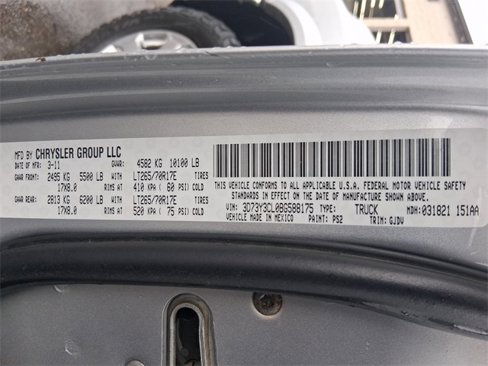 MFD BY CHRYSLER GROUP LLC
DATE OF MFR: 3-11 GVWR: 4582 KG 10100 LB
GAWR FRONT: 2495 KG 5500 LB WITH LT265/70R17E TIRES
17X8.0 RIMS AT 410 KPA ( 60 PSI) COLD
GAWR REAR: 2813 KG 6200 LB WITH LT265/70R17E TIRES
17X8.0 RIMS AT 520 KPA ( 75 PSI) COLD
THIS VEHICLE CONFORMS TO ALL APPLICABLE U.S.A. FEDERAL MOTOR VEHICLE SAFETY
STANDARDS IN EFFECT ON THE DATE OF MANUFACTURE SHOWN ABOVE.
VIN: 3D73Y3CL0BG588175 TYPE: TRUCK MDH: 031821 151AA
VEHICLE MADE IN MEXICO PAINT: PS2 TRIM: GJDV